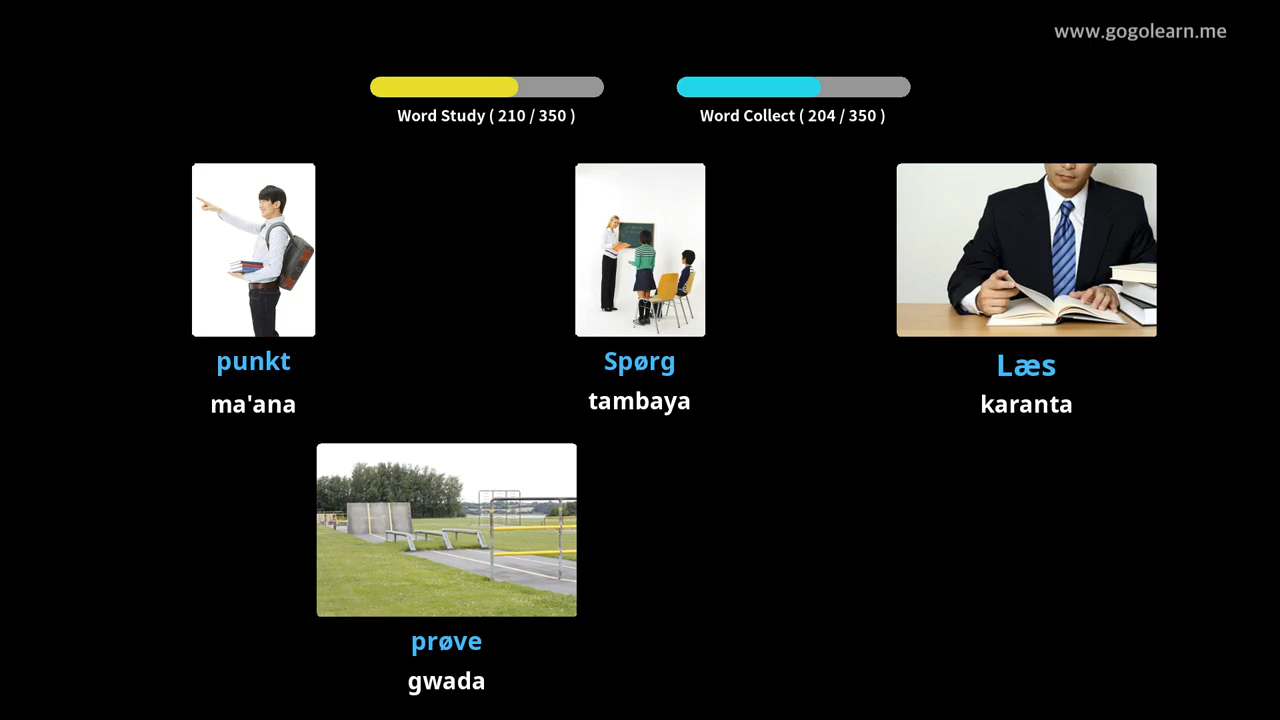 www.gogolearn.me
Word Study ( 210 / 350 )
Word Collect ( 204 / 350 )
punkt
ma'ana
Spørg
tambaya
Læs
karanta
prøve
gwada